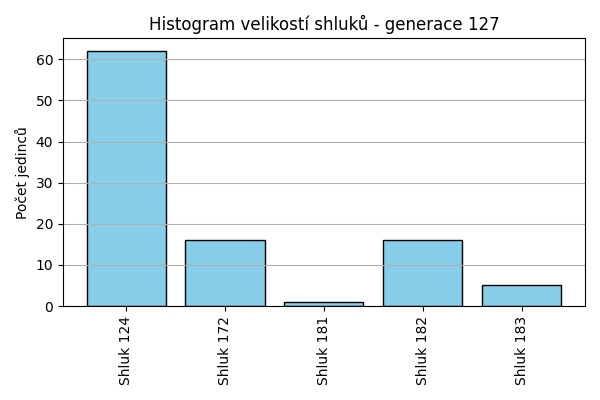 Histogram velikostí shluků - generace 127
Počet jedinců
60
50
40
30
20
10
0
Shluk 124
Shluk 172
Shluk 181
Shluk 182
Shluk 183